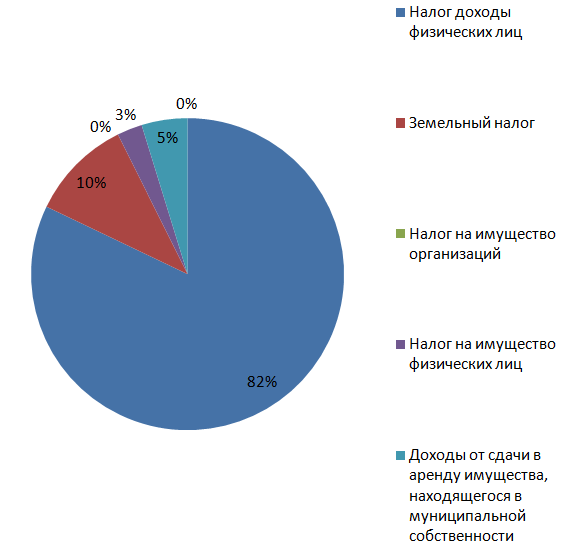 0%
3%
0%
5%
10%
82%
Налог доходы
физических лиц
Земельный налог
Налог на имущество
организаций
Налог на имущество
физических лиц
Доходы от сдачи в
аренду имущества,
находящегося в
муниципальной
собственности